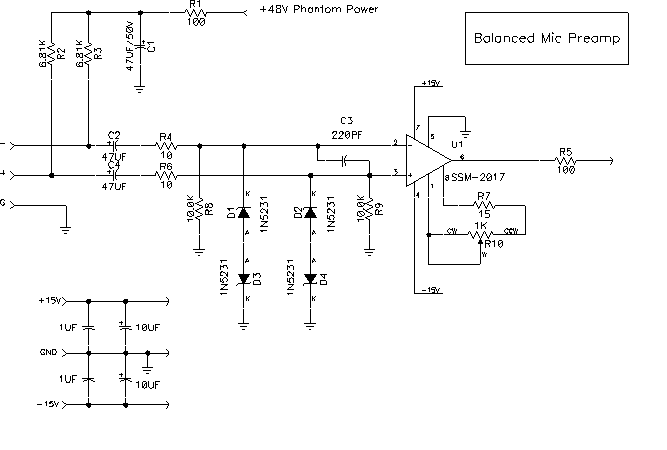 R1
+48V Phantom Power
100
Balanced Mic Preamp
6.81K
R2
6.81K
R3
47UF/50V
+
C1
+15V
C3
220PF
7
5
U1
C2
+
47UF
R4
10
-
2
-
6
R5
100
C4
+
47UF
R6
10
+
3
+
8
SSM-2017
4
1
G
10.0K
R8
K
D1
1N5231
A
K
D2
1N5231
A
10.0K
R9
R7
15
1K
CW
CCW
R10
W
A
1N5231
D3
K
A
1N5231
D4
K
-15V
+15V
1UF
+
10UF
GND
1UF
+
10UF
-15V